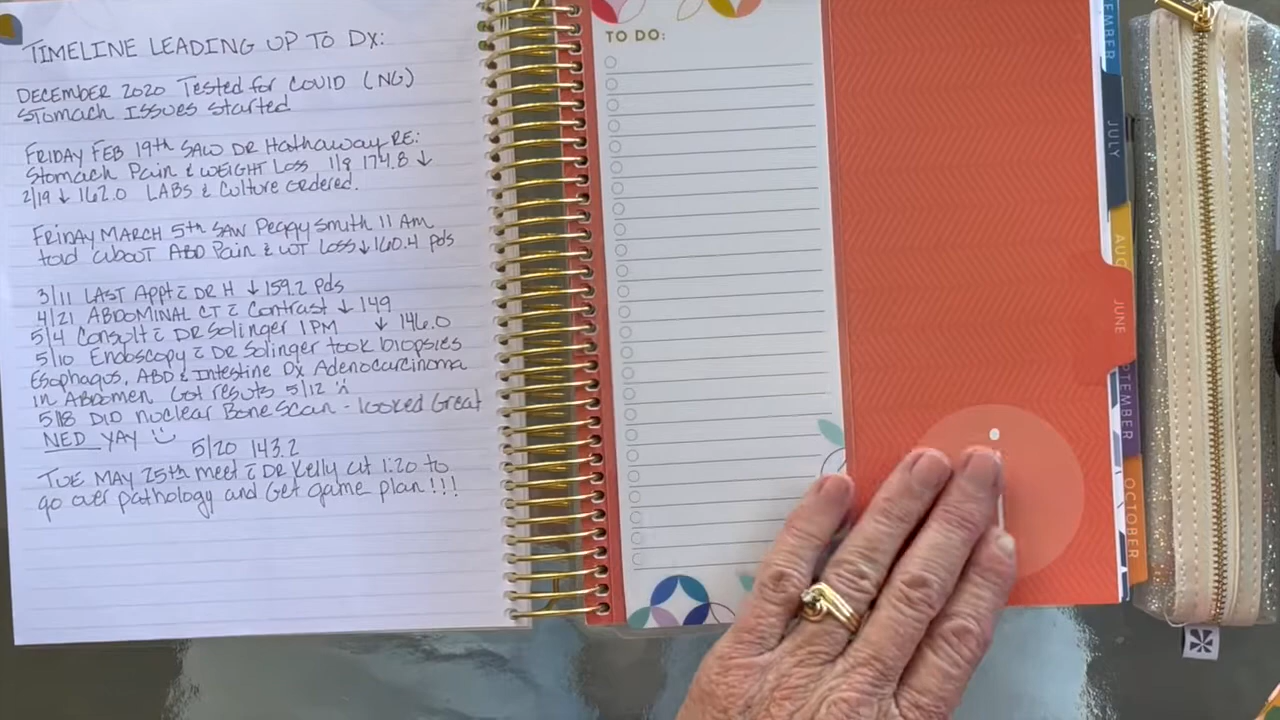 TIMELINE LEADING UP TO DX:
DECEMBER 2020 Tested for COVID (NG)
Stomach Issues started
FRIDAY FEB 19th SAW DR Hathaway RE:
Stomach Pain & WEIGHT LOSS 1/8 174.8 ↓
2/19 ↓ 162.0 LABS & Culture ordered.
FRIDAY MARCH 5th SAW Peggy Smith 11 AM
told about ABD Pain & WT LOSS ↓ 160.4 pds
3/11 LAST Appt c̄ DR H ↓ 159.2 pds
4/21 ABDOMINAL CT c̄ Contrast ↓ 149
5/4 Consult c̄ DR Solinger 1 PM ↓ 146.0
5/10 Endoscopy c̄ DR Solinger took biopsies
Esophagus, ABD & Intestine DX Adenocarcinoma
in ABDOMEN Got results 5/12
5/18 DID nuclear Bone Scan - looked Great
NED YAY
5/20 143.2
TUE MAY 25th meet c̄ DR Kelly at 1:20 to
go over pathology and Get game plan!!!
TO DO:
JULY
JUNE
OCTOBER